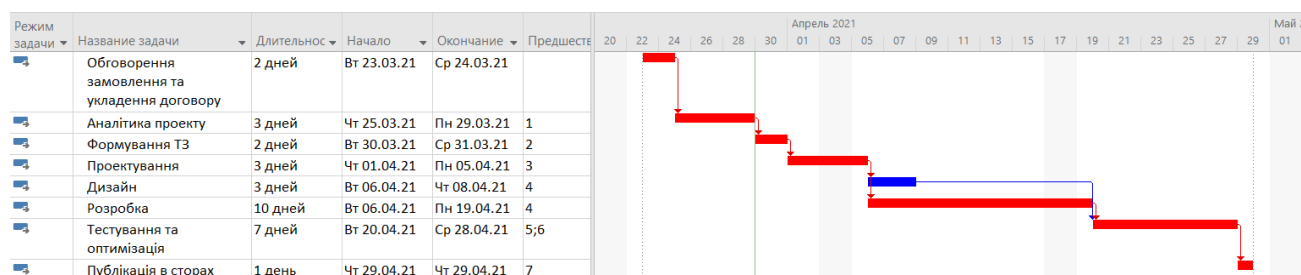 Режим задачи Название задачи Длительнос Начало Окончание Предшеств
Апрель 2021 Май 2
20 22 24 26 28 30 01 03 05 07 09 11 13 15 17 19 21 23 25 27 29 01
Обговорення 2 дней Вт 23.03.21 Ср 24.03.21
замовлення та
укладення договору
Аналітика проекту 3 дней Чт 25.03.21 Пн 29.03.21 1
Формування ТЗ 2 дней Вт 30.03.21 Ср 31.03.21 2
Проектування 3 дней Чт 01.04.21 Пн 05.04.21 3
Дизайн 3 дней Вт 06.04.21 Чт 08.04.21 4
Розробка 10 дней Вт 06.04.21 Пн 19.04.21 4
Тестування та 7 дней Вт 20.04.21 Ср 28.04.21 5;6
оптимізація
Публікація в сторах 1 день Чт 29.04.21 Чт 29.04.21 7